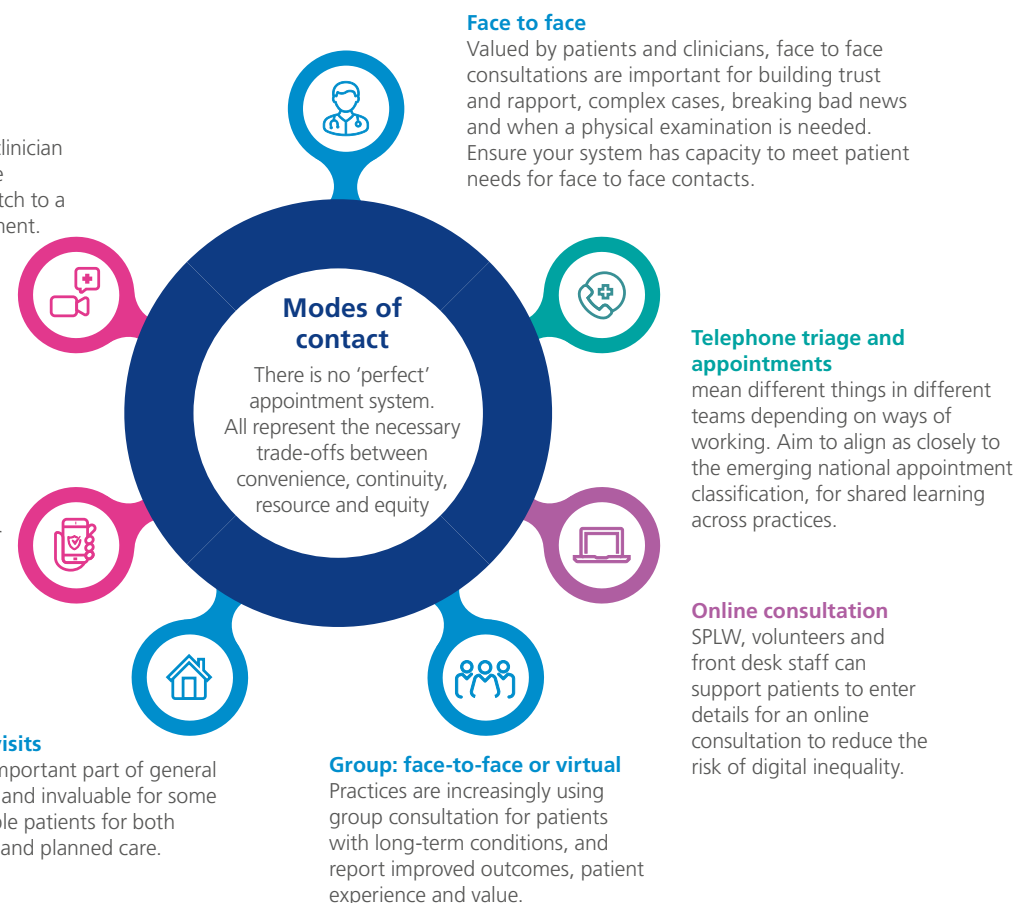 Face to face
Valued by patients and clinicians, face to face
consultations are important for building trust
and rapport, complex cases, breaking bad news
and when a physical examination is needed.
Ensure your system has capacity to meet patient
needs for face to face contacts.
Modes of
contact
There is no 'perfect'
appointment system.
All represent the necessary
trade-offs between
convenience, continuity,
resource and equity
Telephone triage and
appointments
mean different things in different
teams depending on ways of
working. Aim to align as closely to
the emerging national appointment
classification, for shared learning
across practices.
Online consultation
SPLW, volunteers and
front desk staff can
support patients to enter
details for an online
consultation to reduce the
risk of digital inequality.
Group: face-to-face or virtual
Practices are increasingly using
group consultation for patients
with long-term conditions, and
report improved outcomes, patient
experience and value.
visits
part of general
and invaluable for some
patients for both
and planned care.
to a